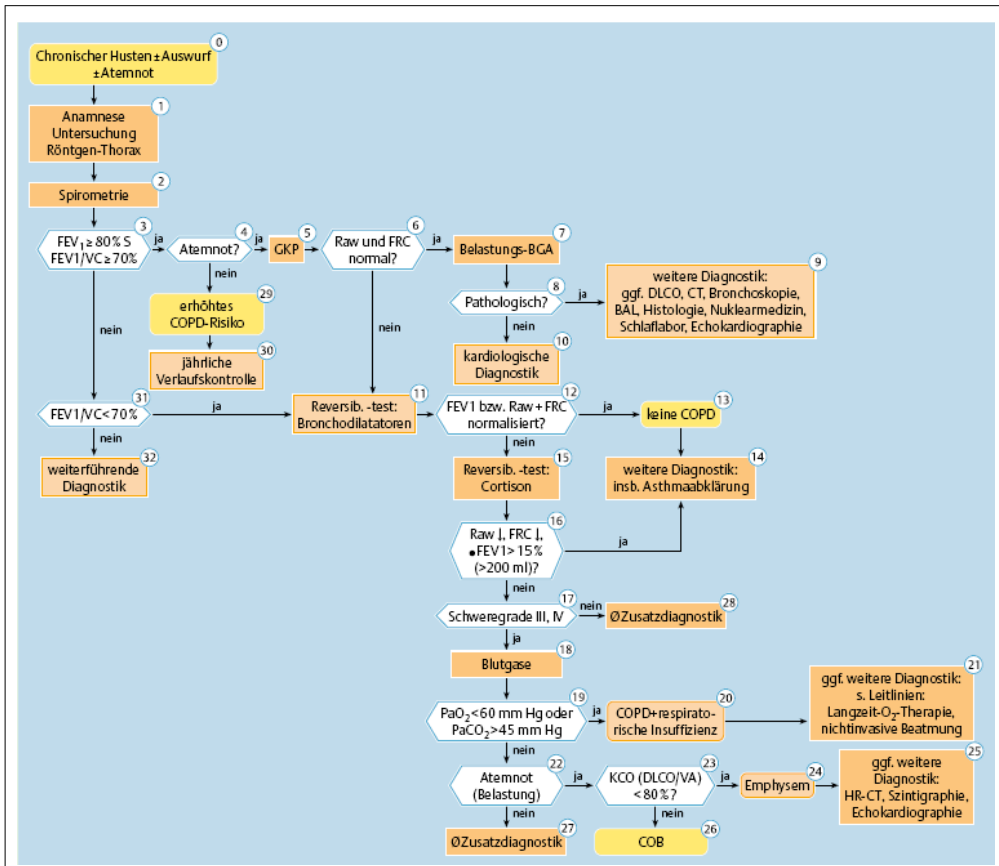 0
Chronischer Husten ± Auswurf
± Atemnot
1
Anamnese
Untersuchung
Röntgen-Thorax
2
Spirometrie
3
FEV₁ ≥ 80% S
FEV1/VC ≥ 70%
ja
4
Atemnot?
ja
5
GKP
6
Raw und FRC
normal?
ja
7
Belastungs-BGA
8
Pathologisch?
ja
9
weitere Diagnostik:
ggf. DLCO, CT, Bronchoskopie,
BAL, Histologie, Nuklearmedizin,
Schlaflabor, Echokardiographie
nein
10
kardiologische
Diagnostik
nein
29
erhöhtes
COPD-Risiko
30
jährliche
Verlaufskontrolle
nein
nein
31
FEV1/VC < 70%
ja
nein
32
weiterführende
Diagnostik
11
Reversib. -test:
Bronchodilatatoren
12
FEV1 bzw. Raw + FRC
normalisiert?
ja
13
keine COPD
14
weitere Diagnostik:
insb. Asthmaabklärung
nein
15
Reversib. -test:
Cortison
16
Raw ↓, FRC ↓,
•FEV1 > 15%
(>200 ml)?
ja
nein
17
Schweregrade III, IV
nein
28
Ø Zusatzdiagnostik
ja
18
Blutgase
19
PaO₂ < 60 mm Hg oder
PaCO₂ > 45 mm Hg
ja
20
COPD+respirato-
rische Insuffizienz
21
ggf. weitere Diagnostik:
s. Leitlinien:
Langzeit-O₂-Therapie,
nichtinvasive Beatmung
nein
22
Atemnot
(Belastung)
ja
23
KCO (DLCO/VA)
< 80%?
ja
24
Emphysem
25
ggf. weitere
Diagnostik:
HR-CT, Szintigraphie,
Echokardiographie
nein
27
Ø Zusatzdiagnostik
nein
26
COB